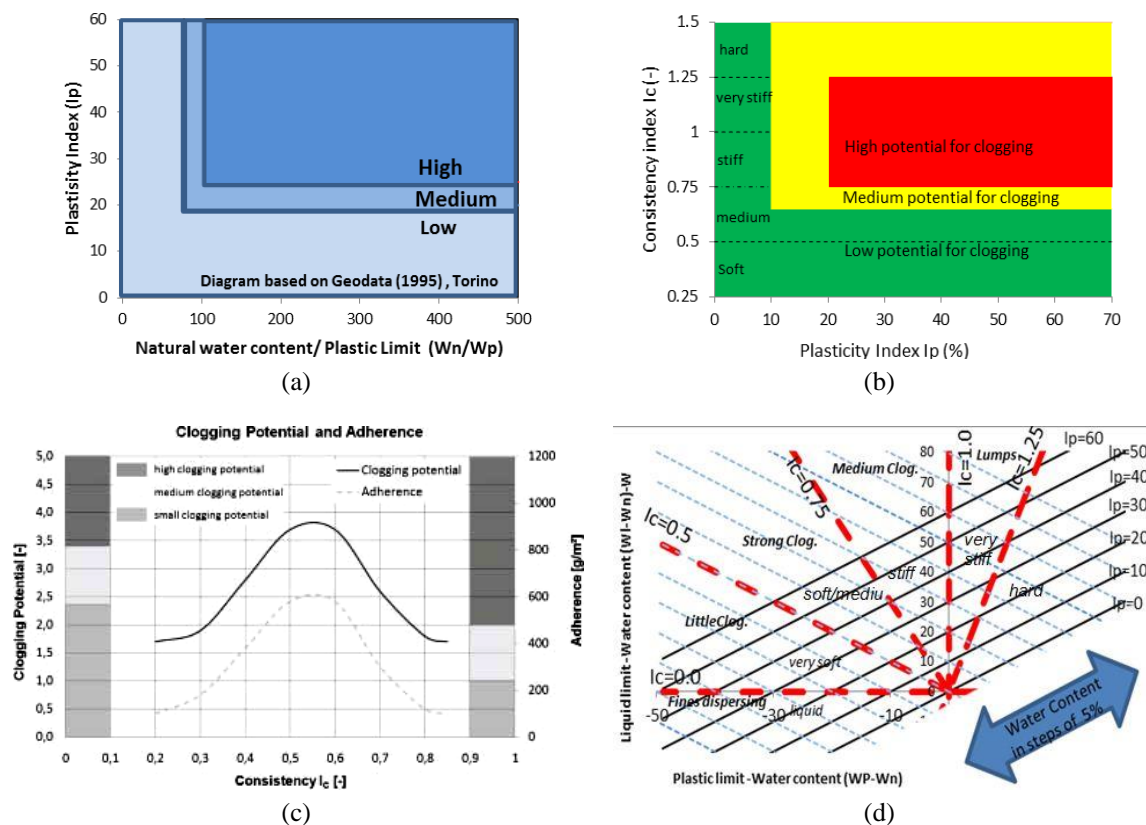 Plastisity Index (Ip)
60
50
40
30
20
10
0
High
Medium
Low
Diagram based on Geodata (1995) , Torino
0 100 200 300 400 500
Natural water content/ Plastic Limit (Wn/Wp)
(a)
Consistency index Ic (-)
1.5
1.25
1
0.75
0.5
0.25
hard
very stiff
stiff
medium
Soft
High potential for clogging
Medium potential for clogging
Low potential for clogging
0 10 20 30 40 50 60 70
Plasticity Index Ip (%)
(b)
Clogging Potential and Adherence
Clogging Potential [-]
5,0
4,5
4,0
3,5
3,0
2,5
2,0
1,5
1,0
0,5
0,0
high clogging potential
medium clogging potential
small clogging potential
Clogging potential
Adherence
1200
1000
800
600
400
200
0
Adherence [g/m²]
0 0,1 0,2 0,3 0,4 0,5 0,6 0,7 0,8 0,9 1
Consistency Ic [-]
(c)
Liquid limit -Water content (Wl-Wn)-W
Medium Clog.
Lumps
Ic=0.75
Ic=1.0
Ic=1.25
Ic=0.5
Strong Clog.
stiff
very
stiff
soft/mediu
hard
LittleClog.
very soft
Ic=0.0
Fines dispersing
liquid
80
70
60
50
40
30
20
10
0
-50 -30 -10
Ip=60
Ip=50
Ip=40
Ip=30
Ip=20
Ip=10
Ip=0
Water Content
in steps of 5%
Plastic limit -Water content (WP-Wn)
(d)